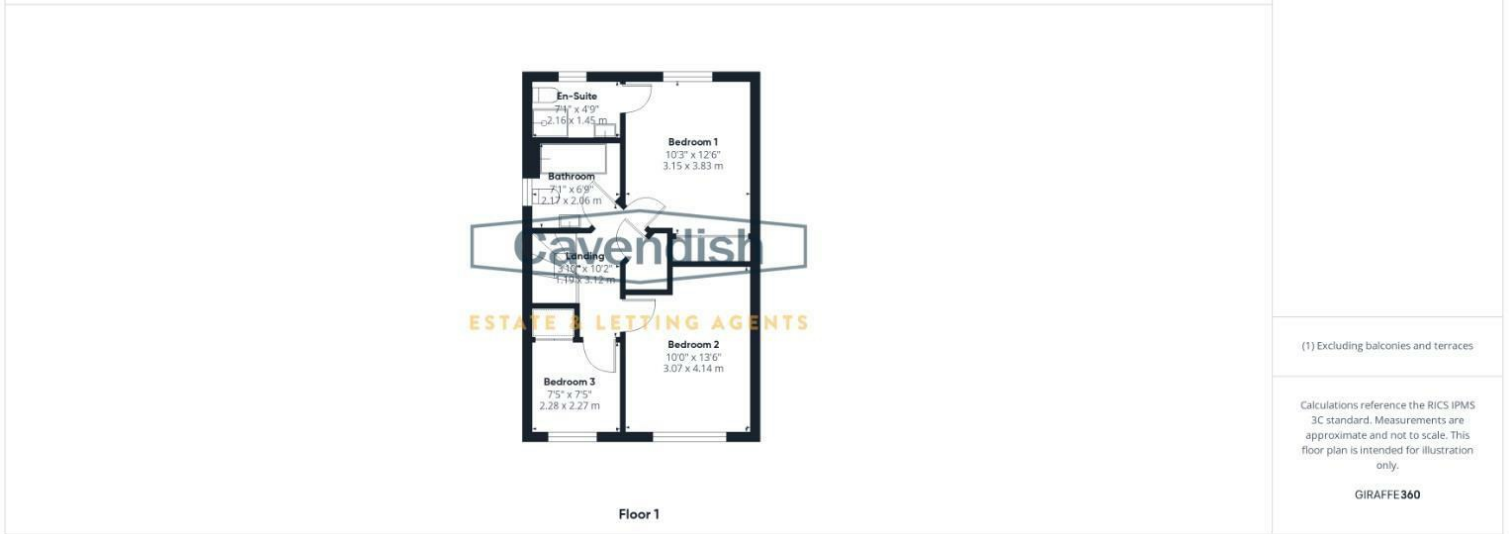 En-Suite
7'1" x 4'9"
2.16 x 1.45 m
Bedroom 1
10'3" x 12'6"
3.15 x 3.83 m
Bathroom
7'1" x 6'9"
2.17 x 2.06 m
Cavendish
Landing
3'10" x 10'2"
1.19 x 3.12 m
ESTATE & LETTING AGENTS
Bedroom 2
10'0" x 13'6"
3.07 x 4.14 m
Bedroom 3
7'5" x 7'5"
2.28 x 2.27 m
Floor 1
(1) Excluding balconies and terraces
Calculations reference the RICS IPMS
3C standard. Measurements are
approximate and not to scale. This
floor plan is intended for illustration
only.
GIRAFFE360